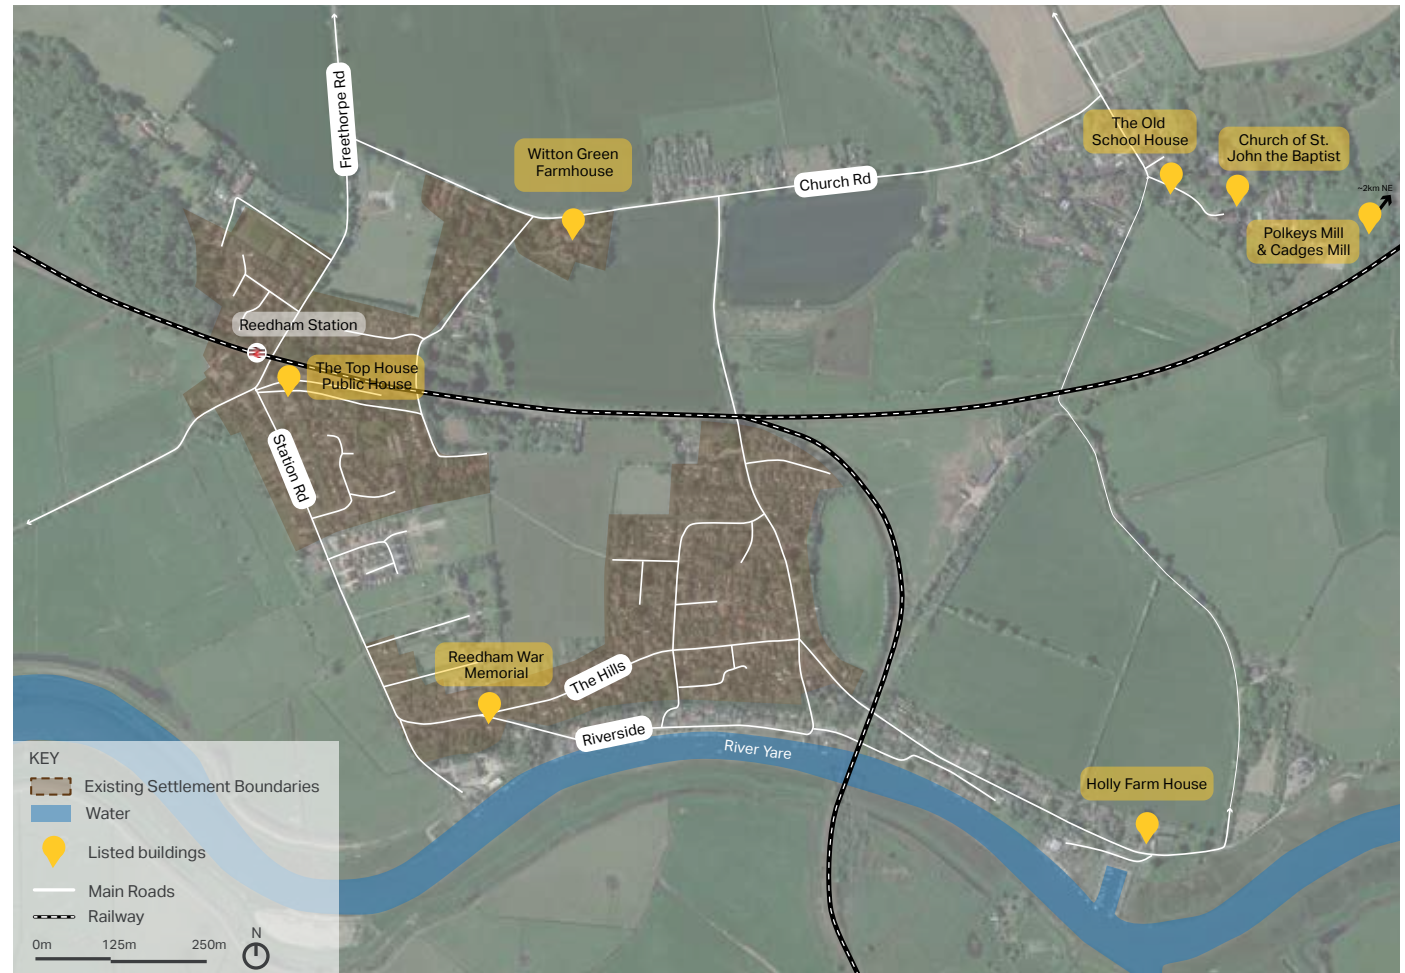 Freethorpe Rd
Witton Green
Farmhouse
Church Rd
The Old
School House
Church of St.
John the Baptist
~2km NE
Polkeys Mill
& Cadges Mill
Reedham Station
The Top House
Public House
Station Rd
Reedham War
Memorial
The Hills
Riverside
River Yare
Holly Farm House
KEY
Existing Settlement Boundaries
Water
Listed buildings
Main Roads
Railway
0m 125m 250m
N